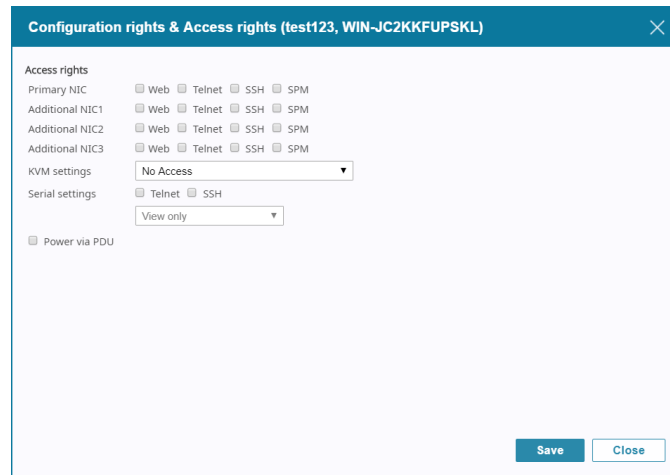 Configuration rights & Access rights (test123, WIN-JC2KKFUPSKL)
Access rights
Primary NIC Web Telnet SSH SPM
Additional NIC1 Web Telnet SSH SPM
Additional NIC2 Web Telnet SSH SPM
Additional NIC3 Web Telnet SSH SPM
KVM settings No Access
Serial settings Telnet SSH
View only
Power via PDU
Save Close